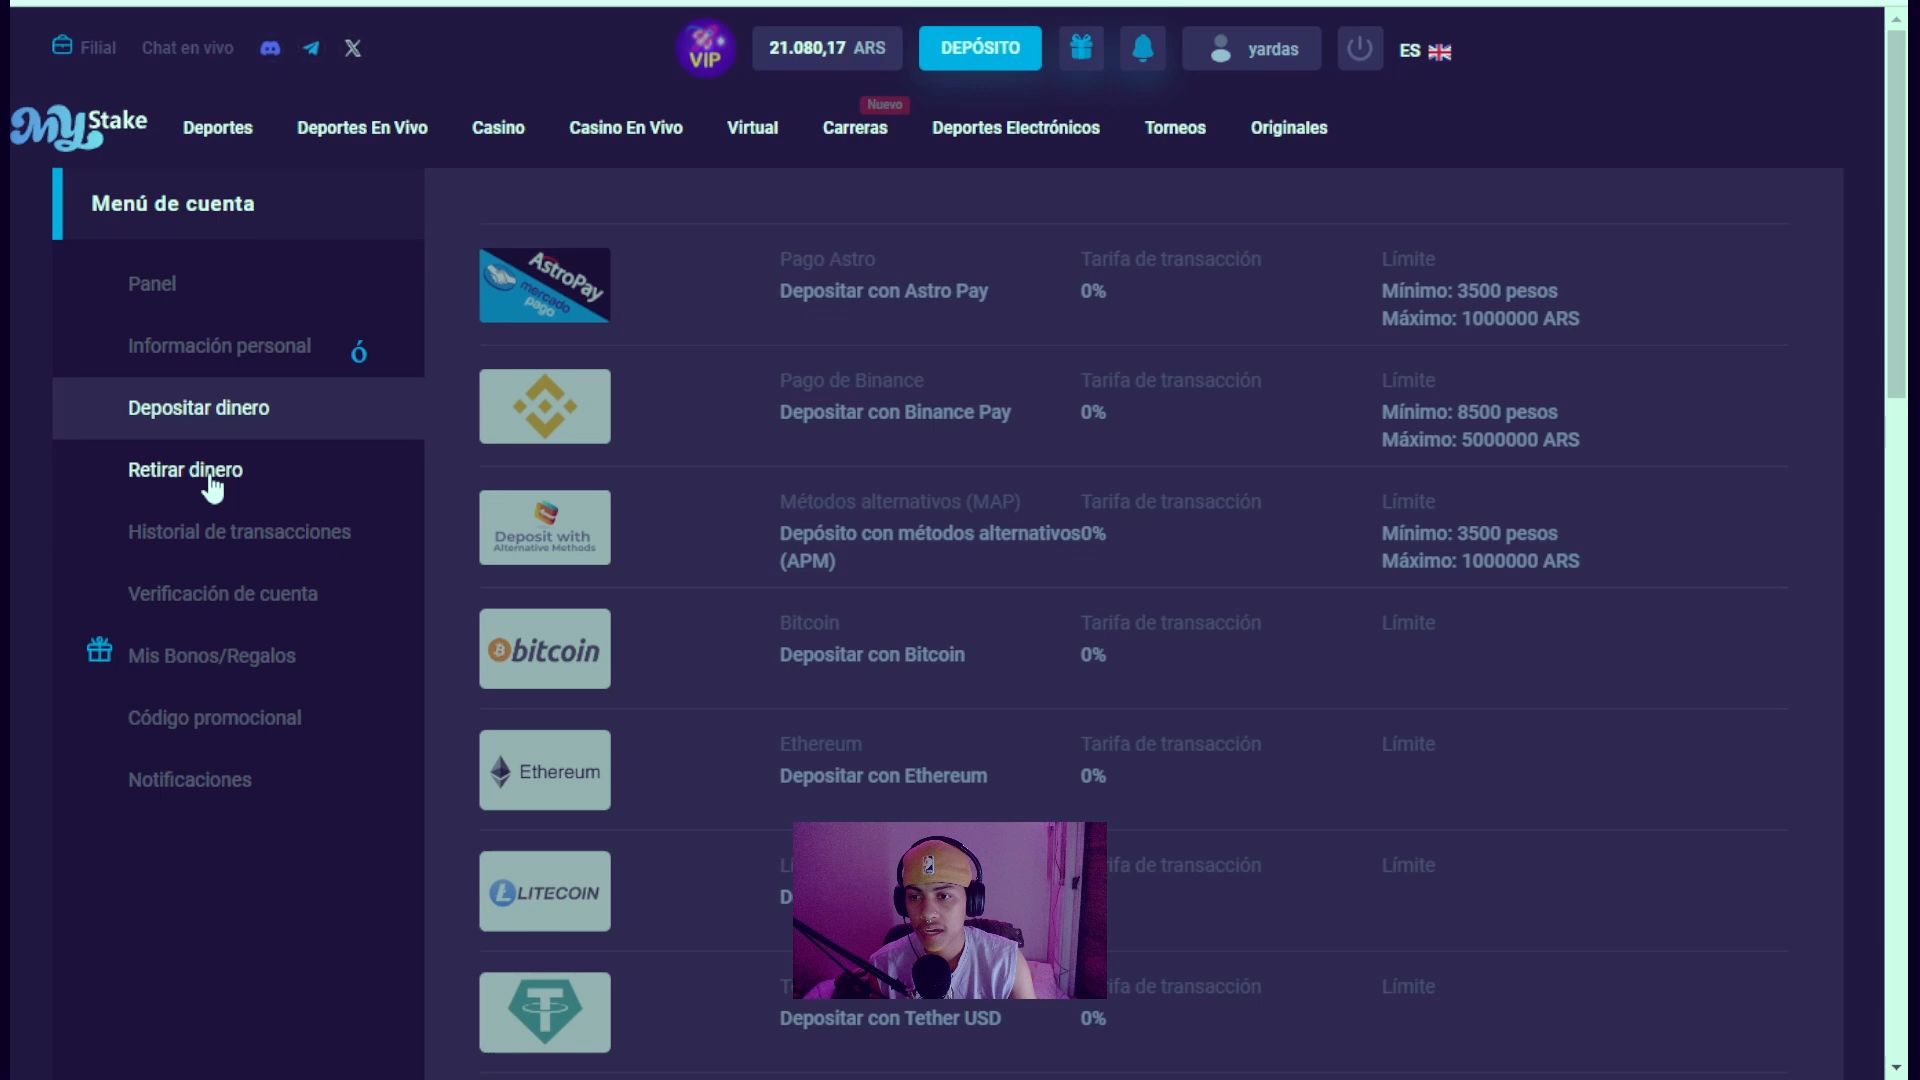 Filial
Chat en vivo
VIP
21.080,17 ARS
DEPÓSITO
yardas
ES
MyStake
Deportes
Deportes En Vivo
Casino
Casino En Vivo
Virtual
Nuevo
Carreras
Deportes Electrónicos
Torneos
Originales
Menú de cuenta
Panel
Información personal
ó
Depositar dinero
Retirar dinero
Historial de transacciones
Verificación de cuenta
Mis Bonos/Regalos
Código promocional
Notificaciones
AstroPay
mercado
pago
Pago Astro
Depositar con Astro Pay
Tarifa de transacción
0%
Límite
Mínimo: 3500 pesos
Máximo: 1000000 ARS
Pago de Binance
Depositar con Binance Pay
Tarifa de transacción
0%
Límite
Mínimo: 8500 pesos
Máximo: 5000000 ARS
Deposit with
Alternative Methods
Métodos alternativos (MAP)
Depósito con métodos alternativos
(APM)
Tarifa de transacción
0%
Límite
Mínimo: 3500 pesos
Máximo: 1000000 ARS
bitcoin
Bitcoin
Depositar con Bitcoin
Tarifa de transacción
0%
Límite
Ethereum
Ethereum
Depositar con Ethereum
Tarifa de transacción
0%
Límite
LITECOIN
ifa de transacción
Límite
ifa de transacción
Límite
Depositar con Tether USD
0%